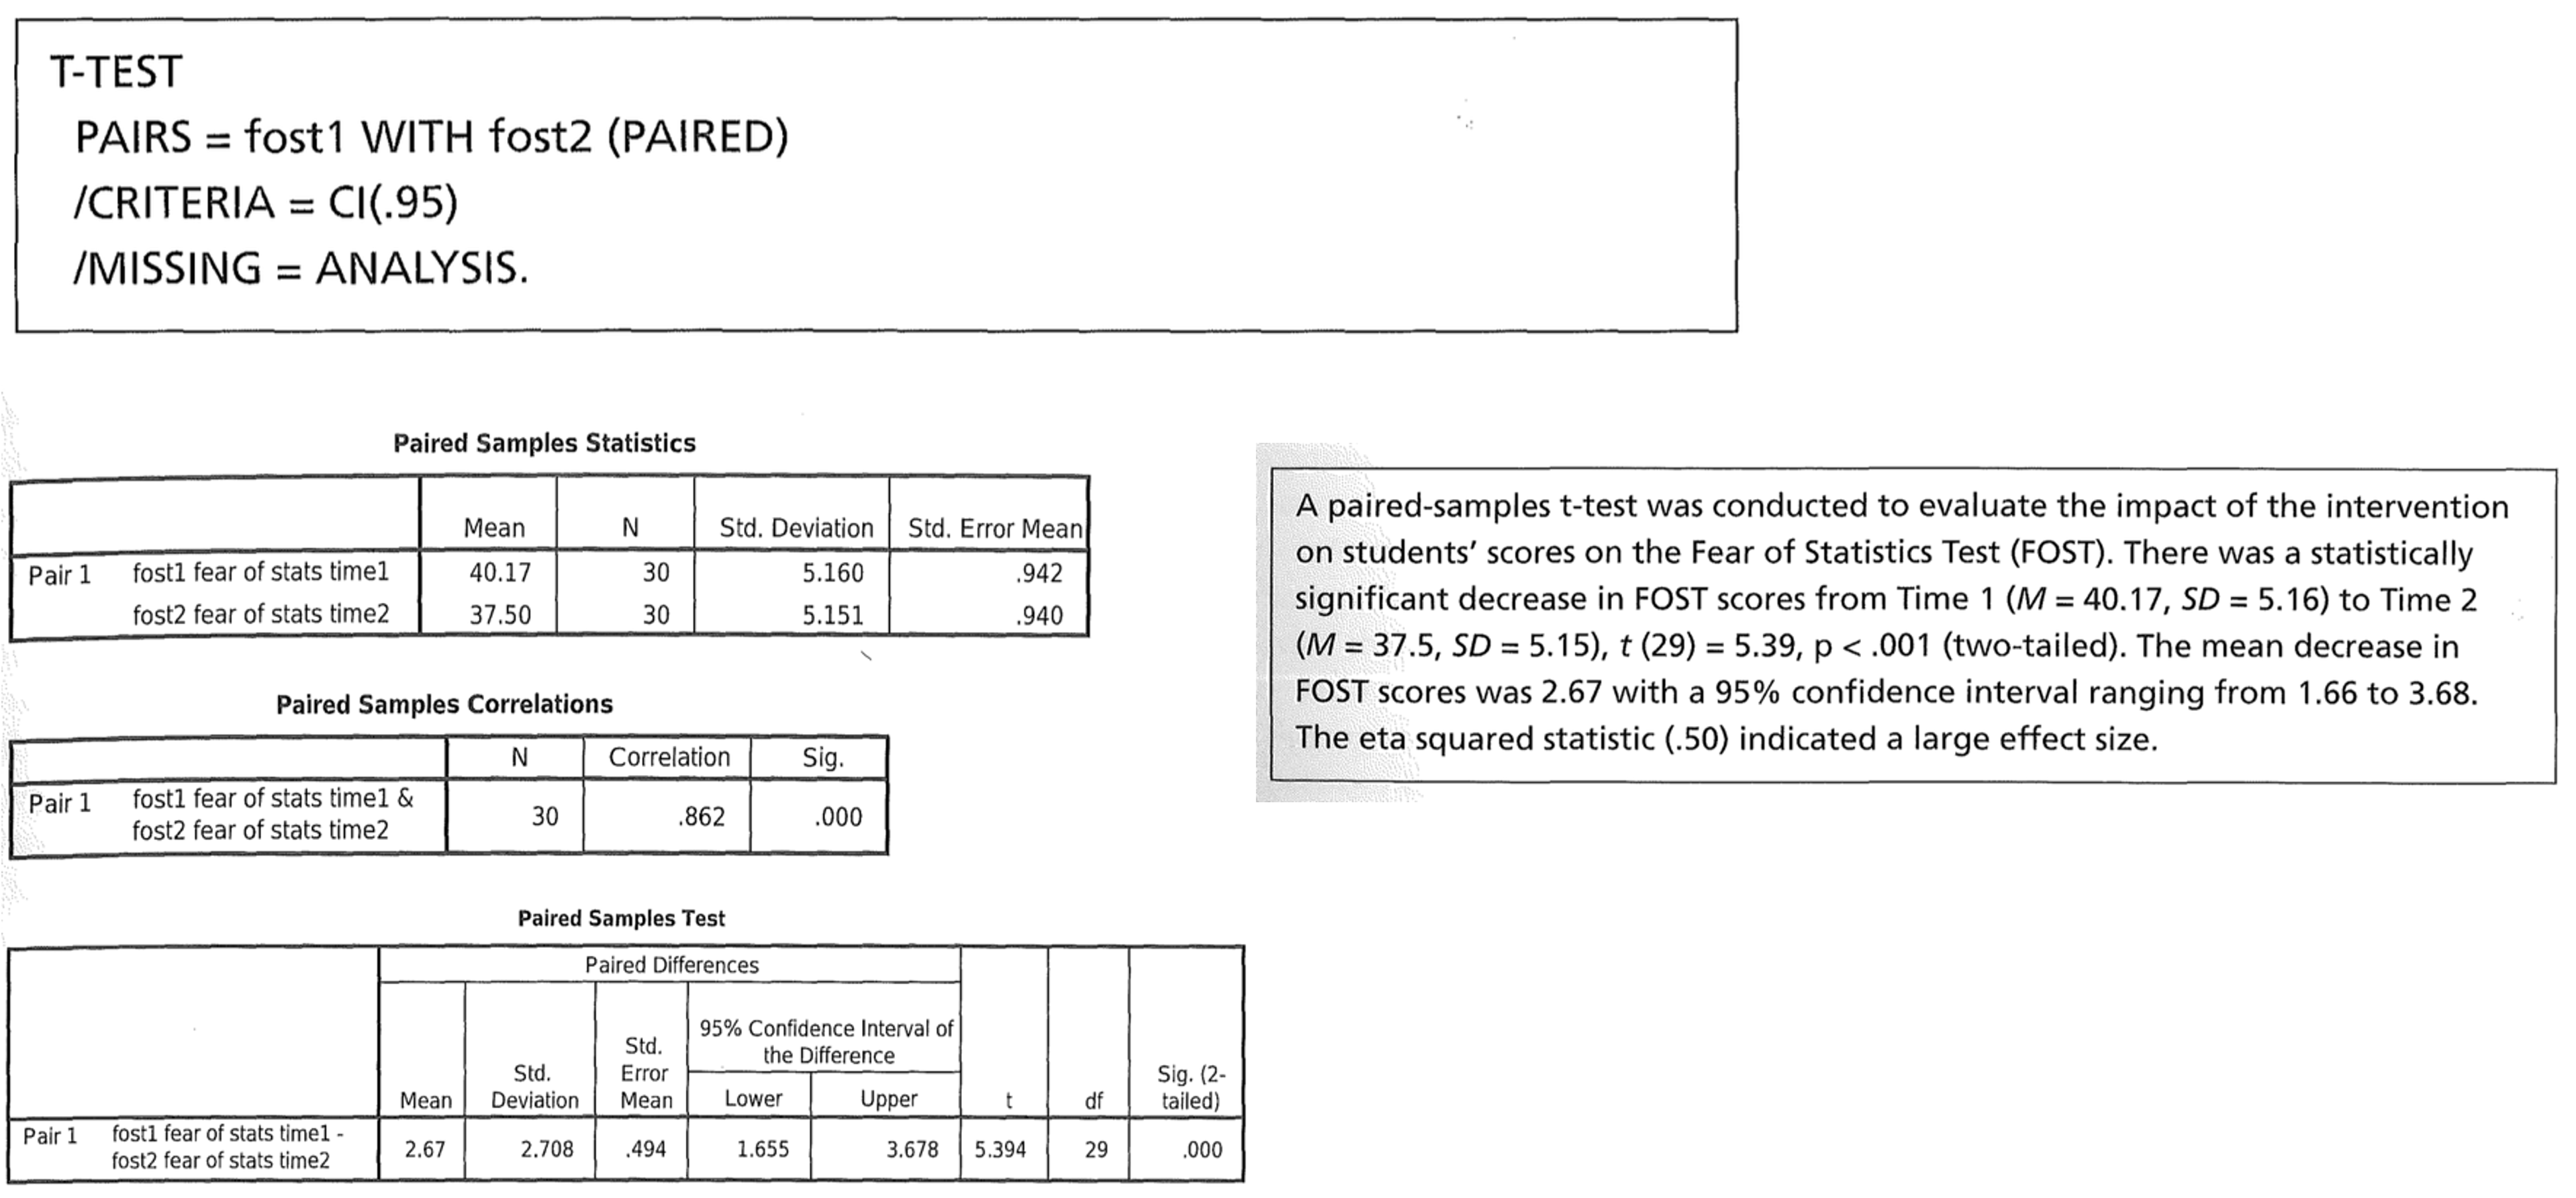 T-TEST
PAIRS = fost1 WITH fost2 (PAIRED)
/CRITERIA = CI(.95)
/MISSING = ANALYSIS.
Paired Samples Statistics
Mean N Std. Deviation Std. Error Mean
Pair 1 fost1 fear of stats time1 40.17 30 5.160 .942
fost2 fear of stats time2 37.50 30 5.151 .940
Paired Samples Correlations
N Correlation Sig.
Pair 1 fost1 fear of stats time1 &
fost2 fear of stats time2 30 .862 .000
Paired Samples Test
Paired Differences
95% Confidence Interval of
the Difference
Std.
Error
Mean
Std.
Deviation
Sig. (2-
tailed)
Mean Lower Upper t df
Pair 1 fost1 fear of stats time1 -
fost2 fear of stats time2 2.67 2.708 .494 1.655 3.678 5.394 29 .000
A paired-samples t-test was conducted to evaluate the impact of the intervention
on students’ scores on the Fear of Statistics Test (FOST). There was a statistically
significant decrease in FOST scores from Time 1 (M = 40.17, SD = 5.16) to Time 2
(M = 37.5, SD = 5.15), t (29) = 5.39, p < .001 (two-tailed). The mean decrease in
FOST scores was 2.67 with a 95% confidence interval ranging from 1.66 to 3.68.
The eta squared statistic (.50) indicated a large effect size.